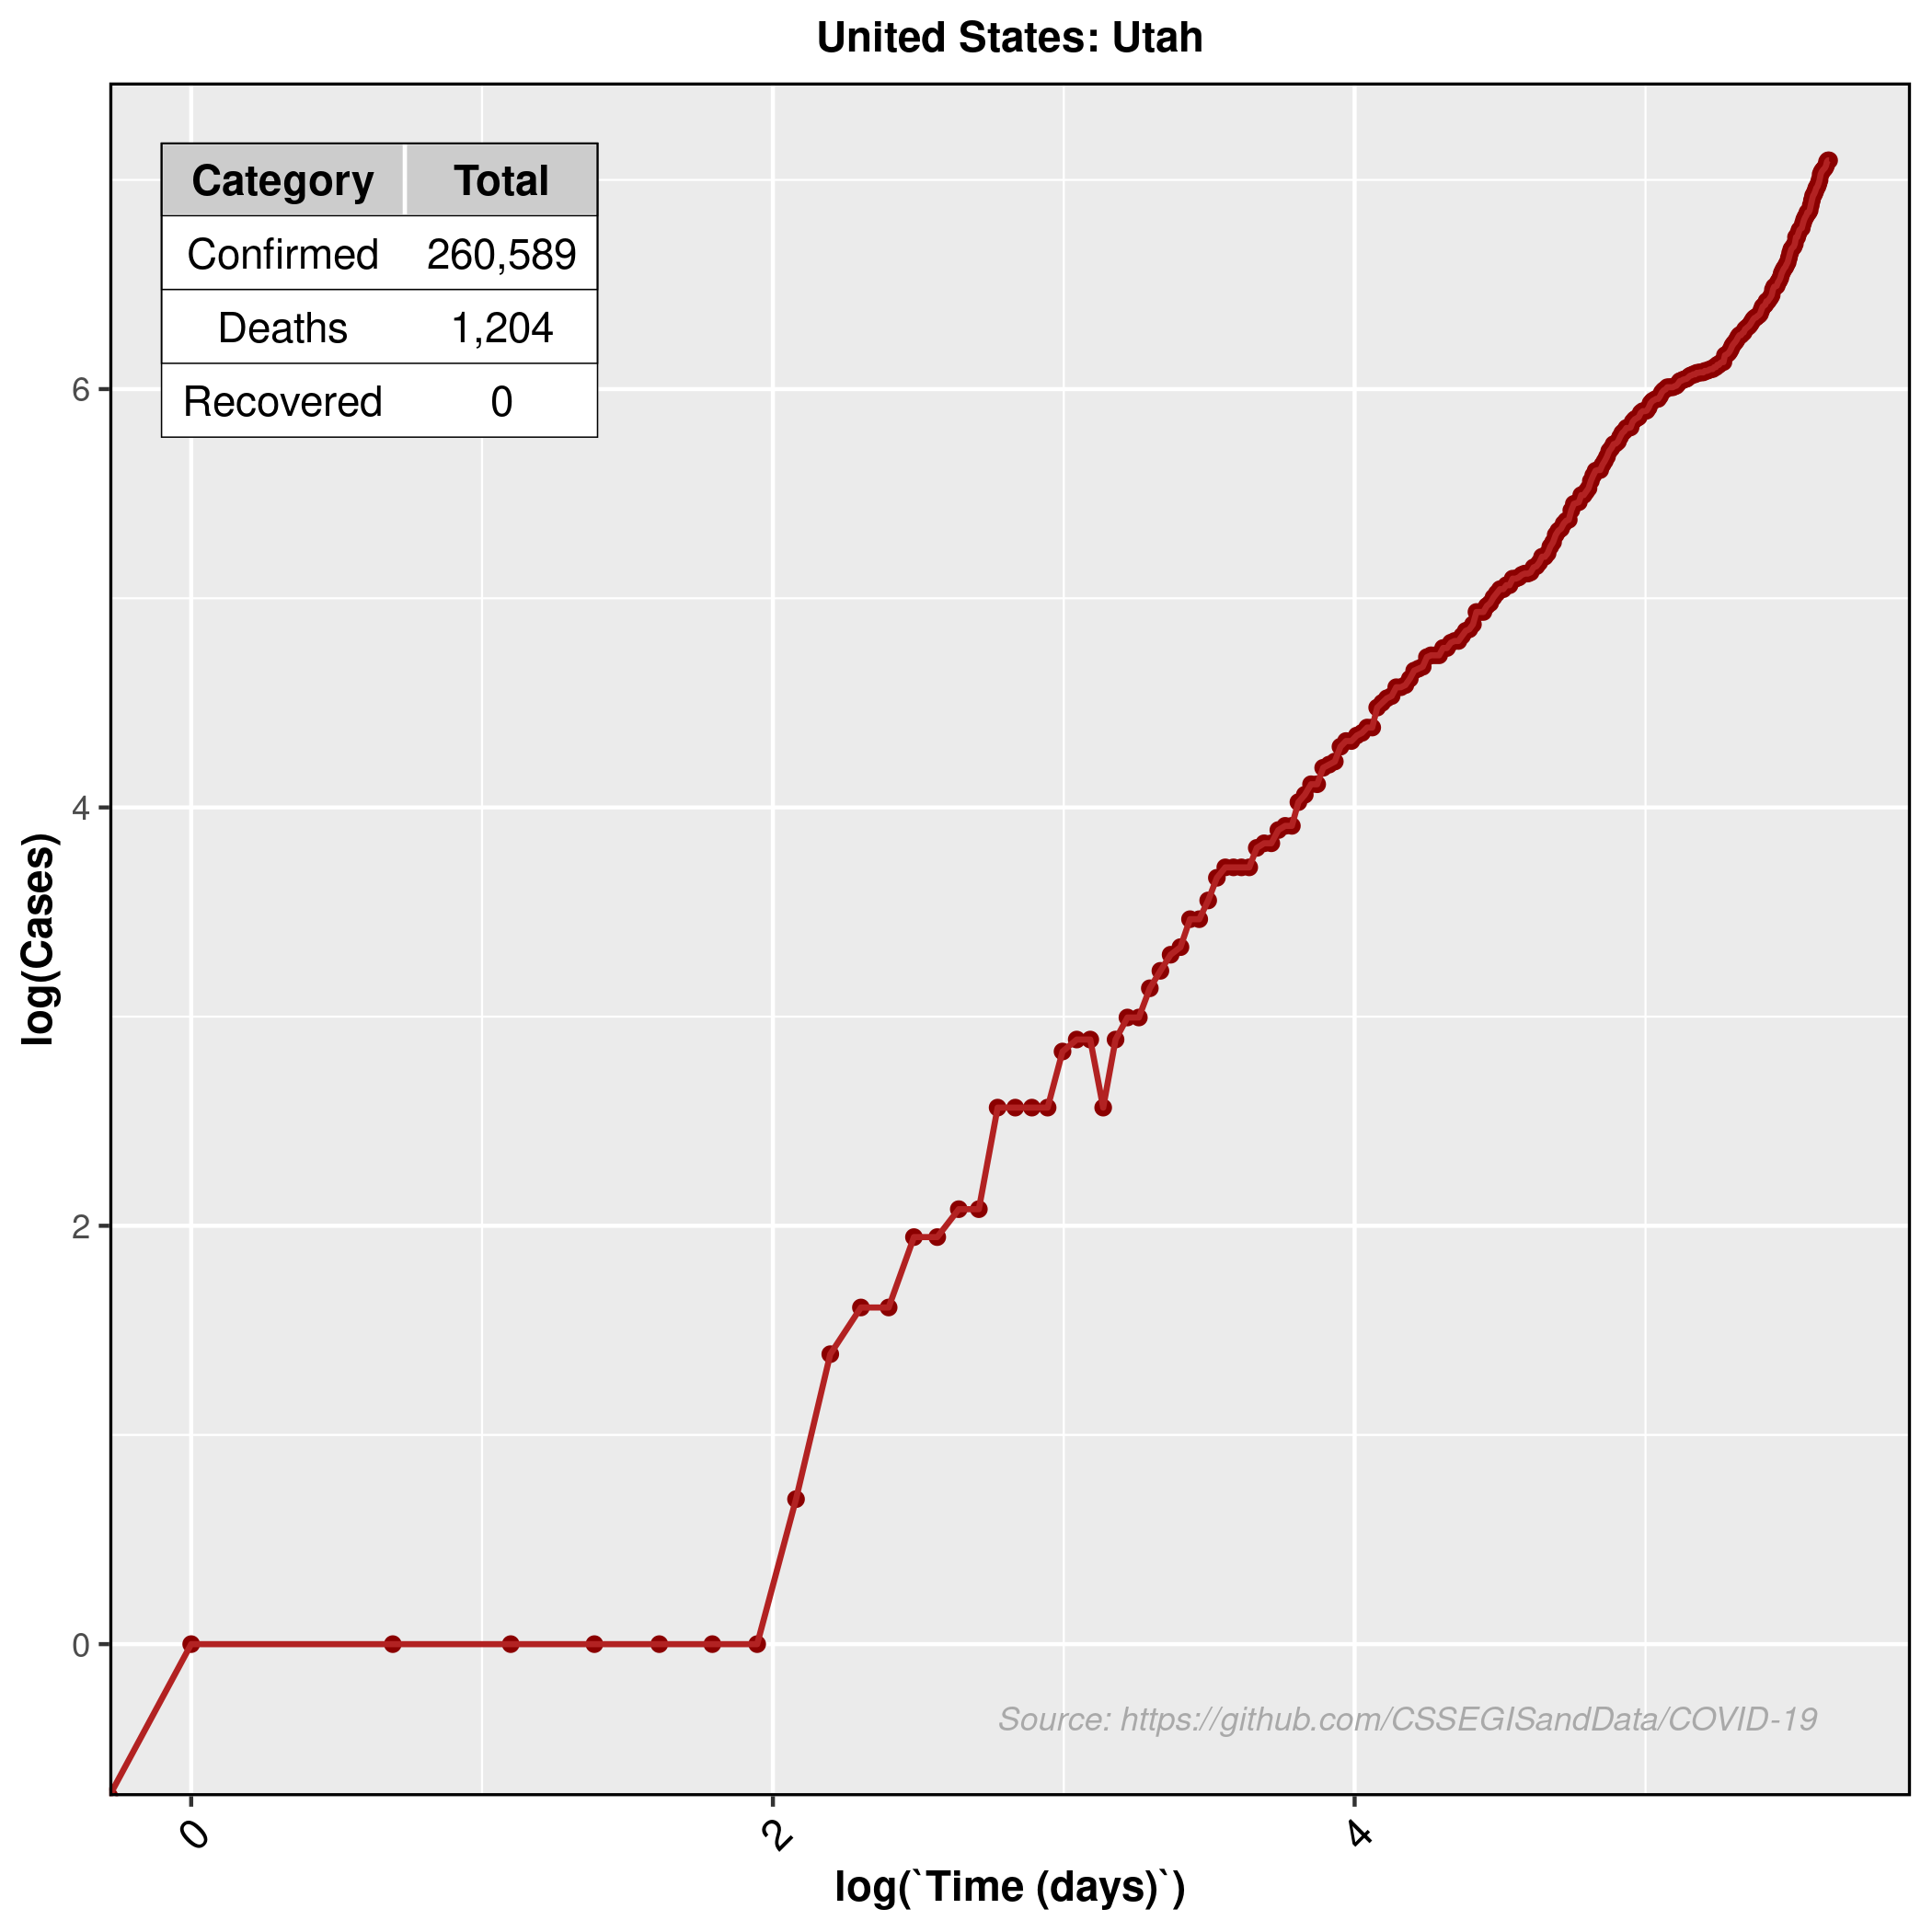 United States: Utah
Category Total
Confirmed 260,589
Deaths 1,204
Recovered 0
6
4
2
0
log(Cases)
Source: https://github.com/CSSEGISandData/COVID-19
0 2 4
log(`Time (days)`)